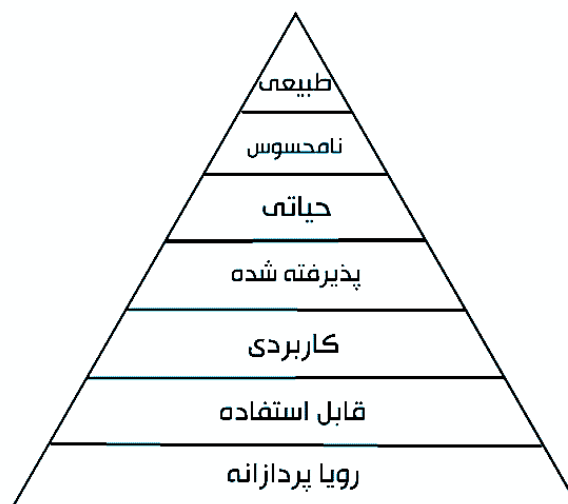 طبیعی
نامحسوس
حیاتی
پذیرفته شده
کاربردی
قابل استفاده
رویا پردازانه